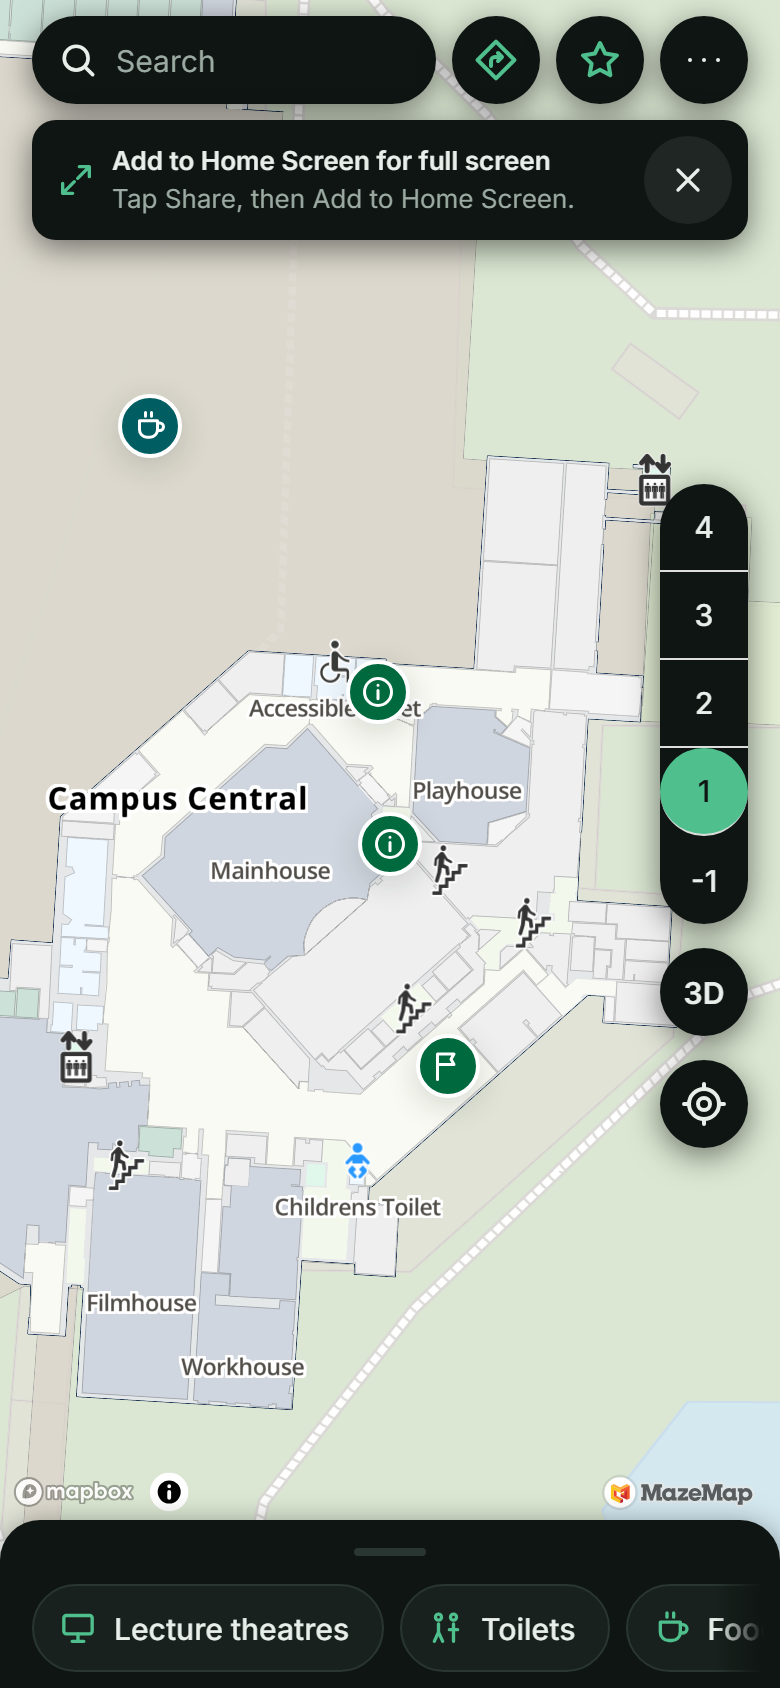 Search
Add to Home Screen for full screen
Tap Share, then Add to Home Screen.
4
3
2
1
-1
3D
Campus Central
Playhouse
Mainhouse
Childrens Toilet
Filmhouse
Workhouse
mapbox
MazeMap
Lecture theatres
Toilets